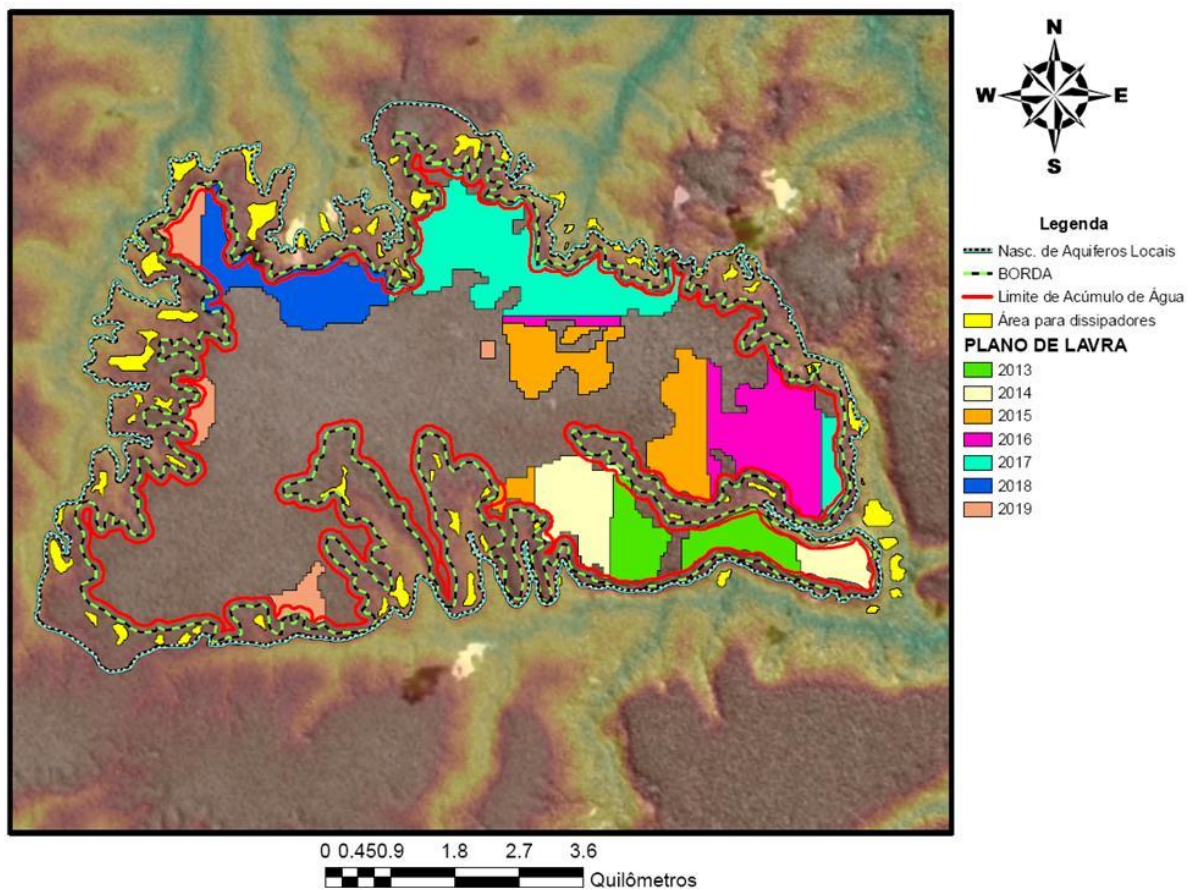 N
W E
S
Legenda
Nasc. de Aquiferos Locais
BORDA
Limite de Acúmulo de Água
Área para dissipadores
PLANO DE LAVRA
2013
2014
2015
2016
2017
2018
2019
0 0.450.9 1.8 2.7 3.6
Quilômetros